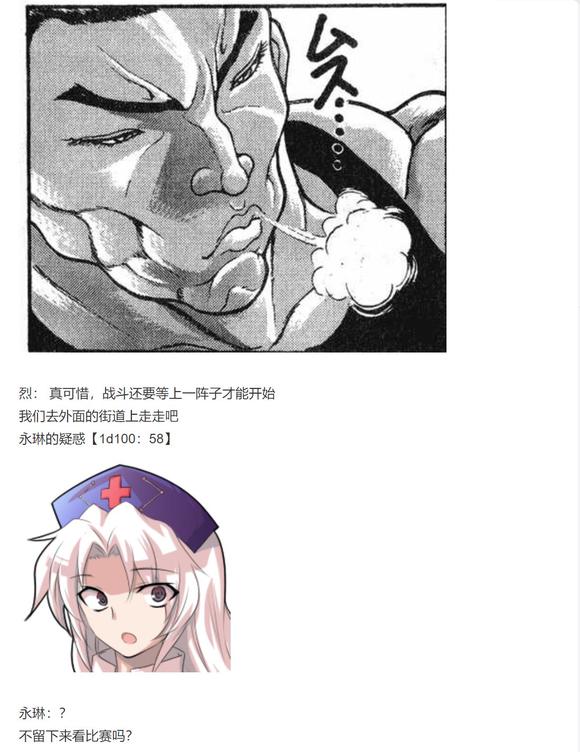 ムス…。。
烈： 真可惜，战斗还要等上一阵子才能开始
我们去外面的街道上走走吧
永琳的疑惑【1d100：58】
永琳：？
不留下来看比赛吗？